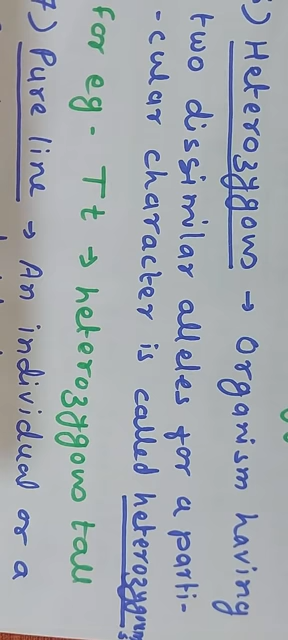 ) Heterozygous → Organism having
two dissimilar alleles for a parti-
-cular character is called heterozygous
for eg - Tt → heterozygous tall
7) Pure line → An individual or a